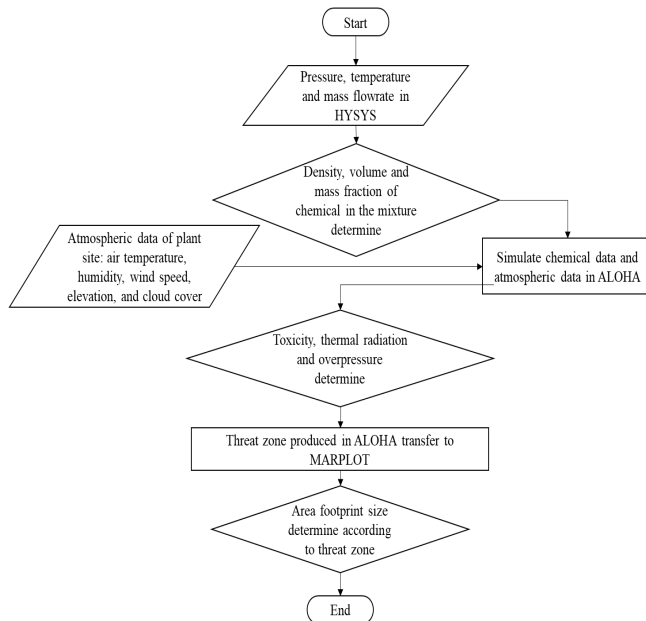 Start
Pressure, temperature
and mass flowrate in
HYSYS
Density, volume and
mass fraction of
chemical in the mixture
determine
Atmospheric data of plant
site: air temperature,
humidity, wind speed,
elevation, and cloud cover
Simulate chemical data and
atmospheric data in ALOHA
Toxicity, thermal radiation
and overpressure
determine
Threat zone produced in ALOHA transfer to
MARPLOT
Area footprint size
determine according
to threat zone
End